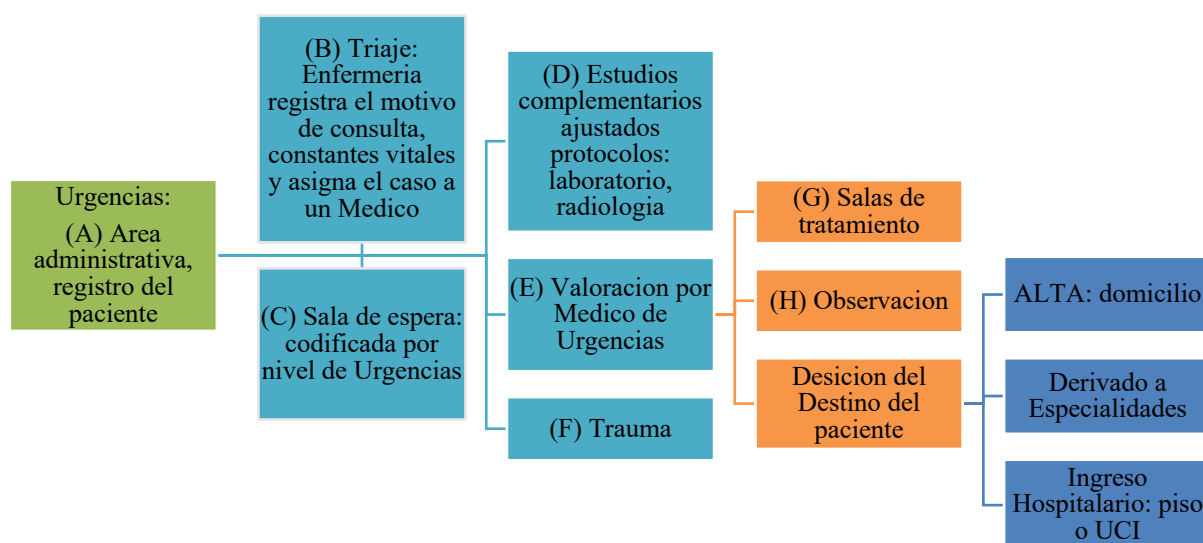 Urgencias:
(A) Area
administrativa,
registro del
paciente
(B) Triaje:
Enfermeria
registra el motivo
de consulta,
constantes vitales
y asigna el caso a
un Medico
(C) Sala de espera:
codificada por
nivel de Urgencias
(D) Estudios
complementarios
ajustados
protocolos:
laboratorio,
radiologia
(E) Valoracion por
Medico de
Urgencias
(F) Trauma
(G) Salas de
tratamiento
(H) Observacion
Desicion del
Destino del
paciente
ALTA: domicilio
Derivado a
Especialidades
Ingreso
Hospitalario: piso
o UCI